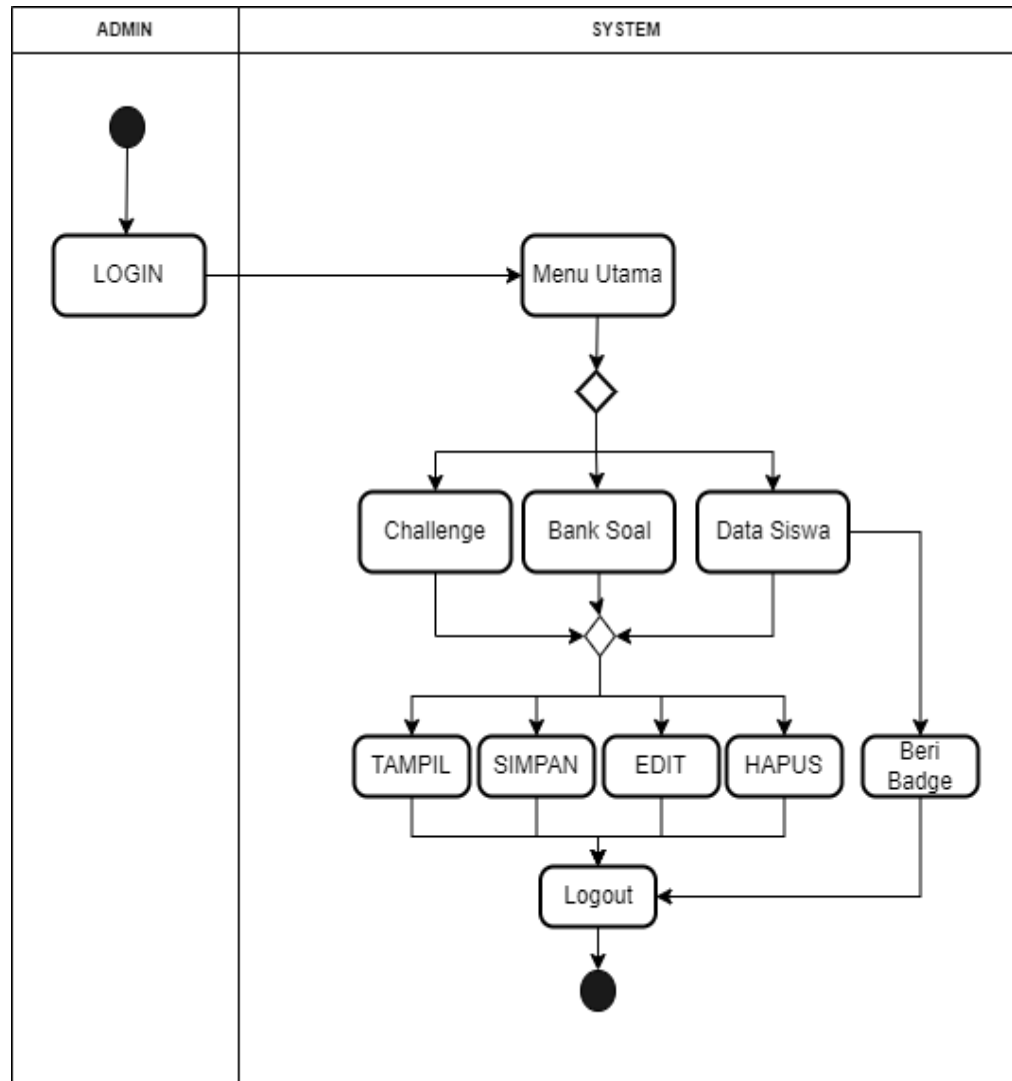 ADMIN
SYSTEM
LOGIN
Menu Utama
Challenge
Bank Soal
Data Siswa
TAMPIL
SIMPAN
EDIT
HAPUS
Beri
Badge
Logout